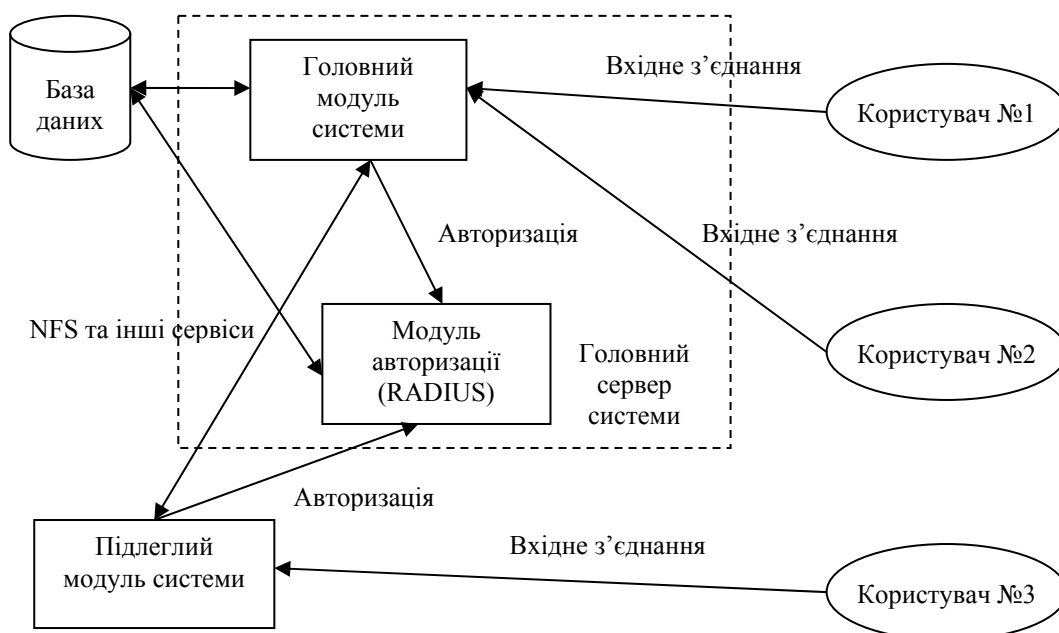 База
даних
Головний
модуль
системи
Вхідне з’єднання
Користувач №1
Авторизація
Вхідне з’єднання
NFS та інші сервіси
Модуль
авторизації
(RADIUS)
Головний
сервер
системи
Користувач №2
Авторизація
Підлеглий
модуль системи
Вхідне з’єднання
Користувач №3